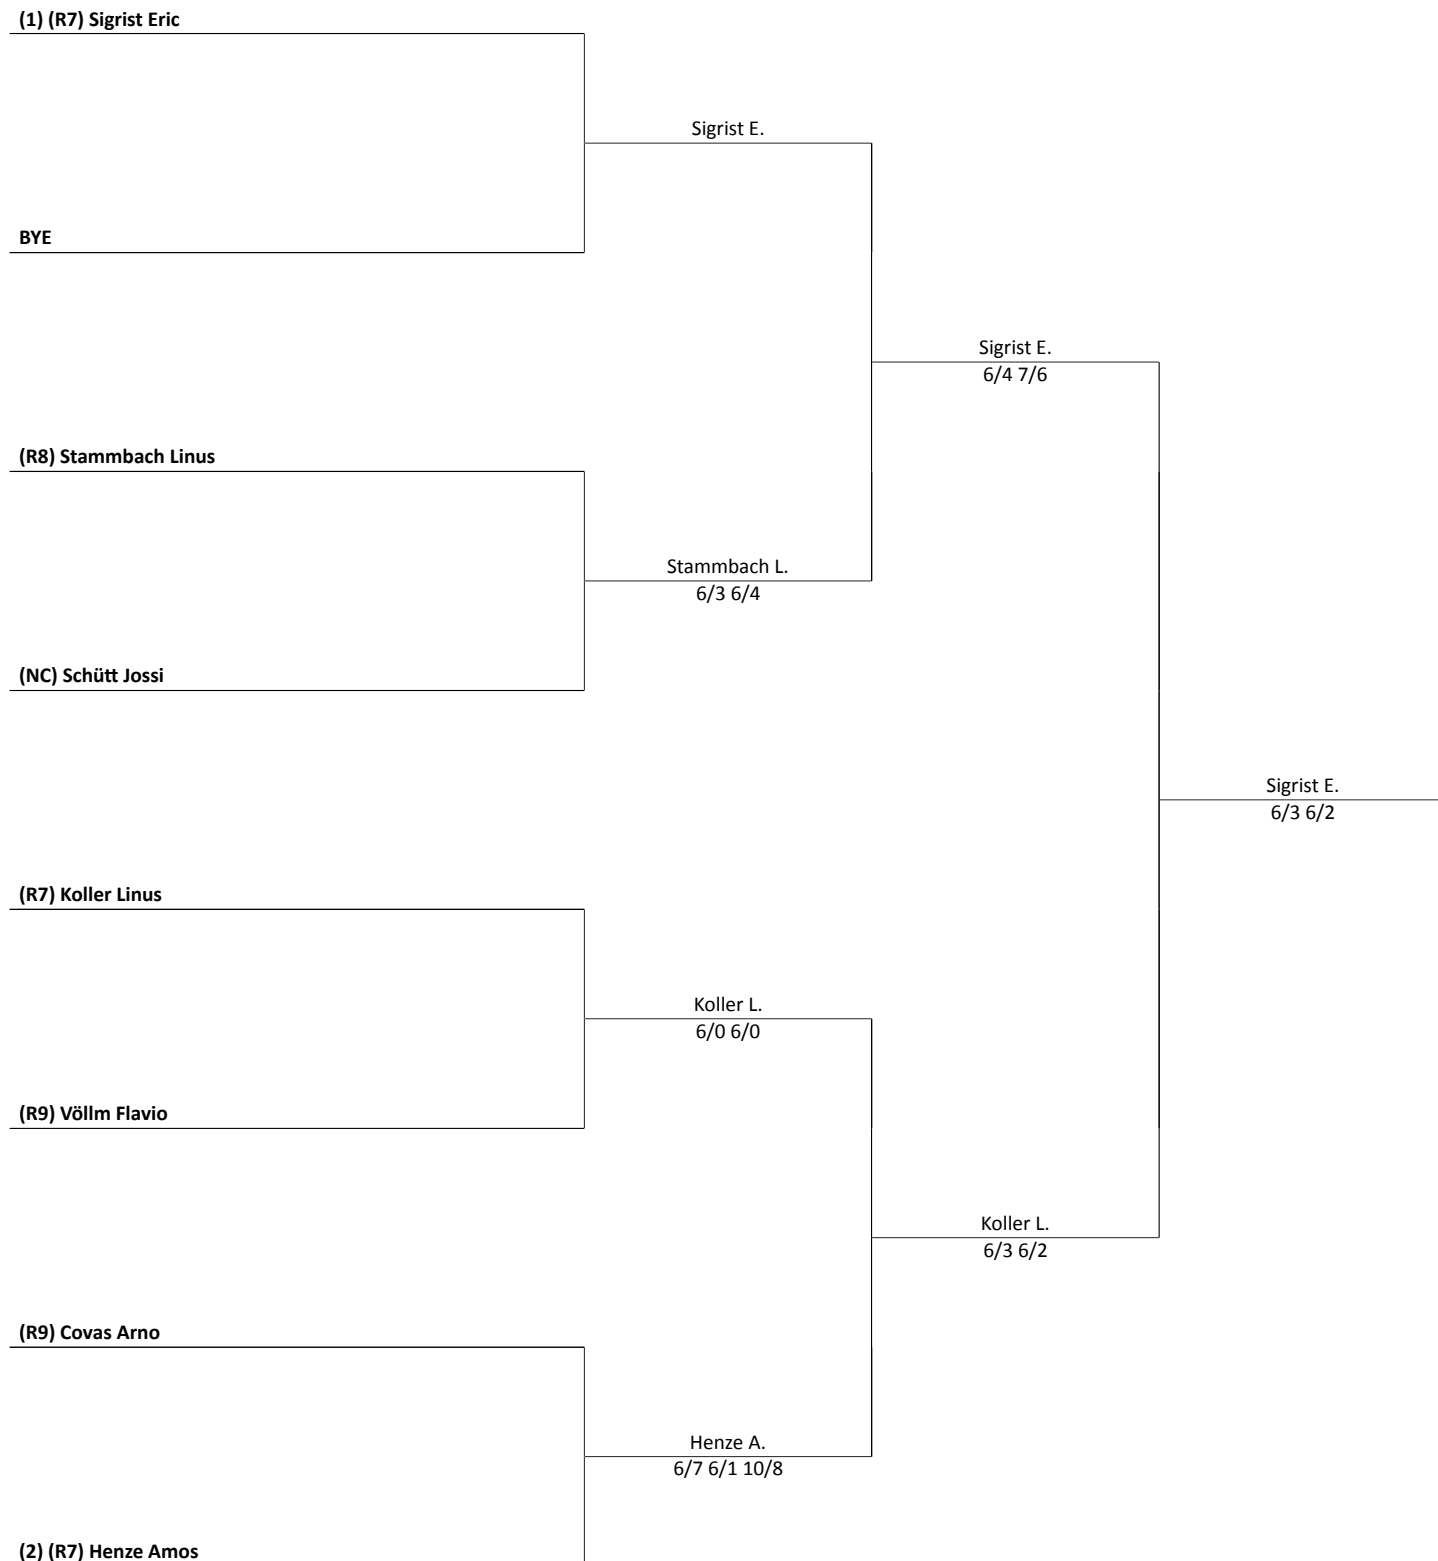 (1) (R7) Sigrist Eric
Sigrist E.
BYE
Sigrist E.
6/4 7/6
(R8) Stammbach Linus
Stammbach L.
6/3 6/4
(NC) Schütt Jossi
Sigrist E.
6/3 6/2
(R7) Koller Linus
Koller L.
6/0 6/0
(R9) Völlm Flavio
Koller L.
6/3 6/2
(R9) Covas Arno
Henze A.
6/7 6/1 10/8
(2) (R7) Henze Amos